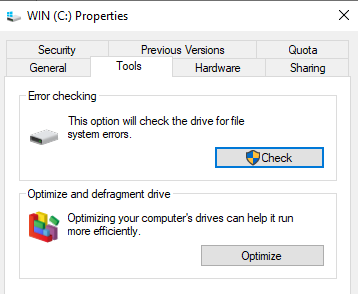 WIN (C:) Properties
Security Previous Versions Quota
General Tools Hardware Sharing
Error checking
This option will check the drive for file
system errors.
Check
Optimize and defragment drive
Optimizing your computer's drives can help it run
more efficiently.
Optimize